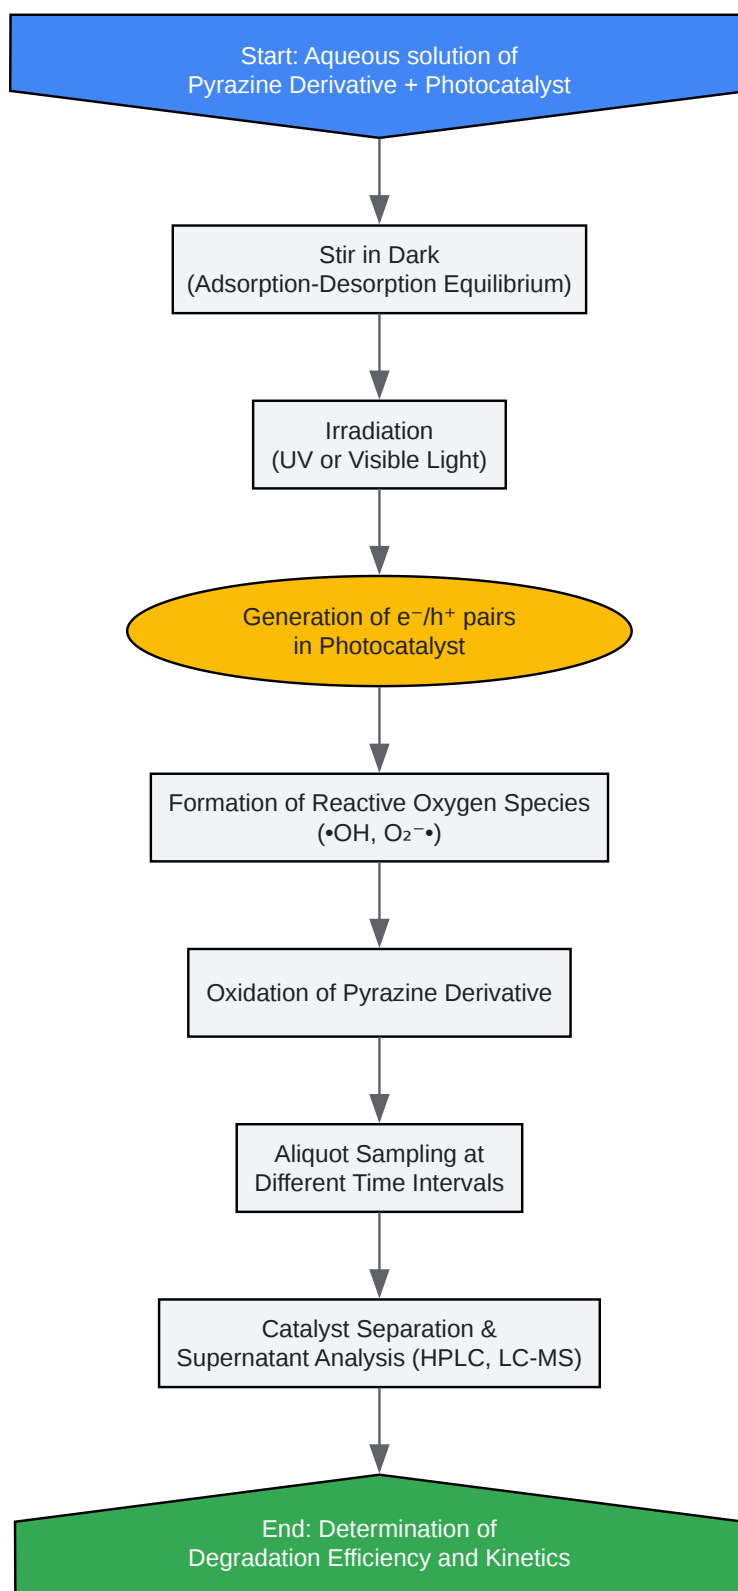 Start: Aqueous solution of
Pyrazine Derivative + Photocatalyst
Stir in Dark
(Adsorption-Desorption Equilibrium)
Irradiation
(UV or Visible Light)
Generation of e⁻/h⁺ pairs
in Photocatalyst
Formation of Reactive Oxygen Species
(•OH, O₂⁻•)
Oxidation of Pyrazine Derivative
Aliquot Sampling at
Different Time Intervals
Catalyst Separation &
Supernatant Analysis (HPLC, LC-MS)
End: Determination of
Degradation Efficiency and Kinetics